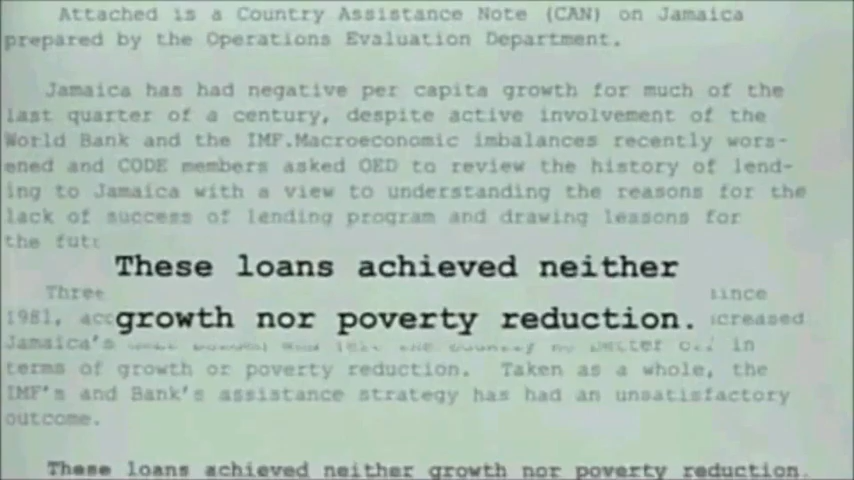 Attached is a Country Assistance Note (CAN) on Jamaica
prepared by the Operations Evaluation Department.
Jamaica has had negative per capita growth for much of the
last quarter of a century, despite active involvement of the
World Bank and the IMF.Macroeconomic imbalances recently wors-
ened and CODE members asked OED to review the history of lend-
ing to Jamaica with a view to understanding the reasons for the
lack of success of lending program and drawing lessons for
the
These loans achieved neither
Three
growth nor poverty reduction.
1981,
Jamaica's in
terms of growth or poverty reduction. Taken as a whole, the
IMF's and Bank's assistance strategy has had an unsatisfactory
outcome.
These loans achieved neither growth nor poverty reduction.